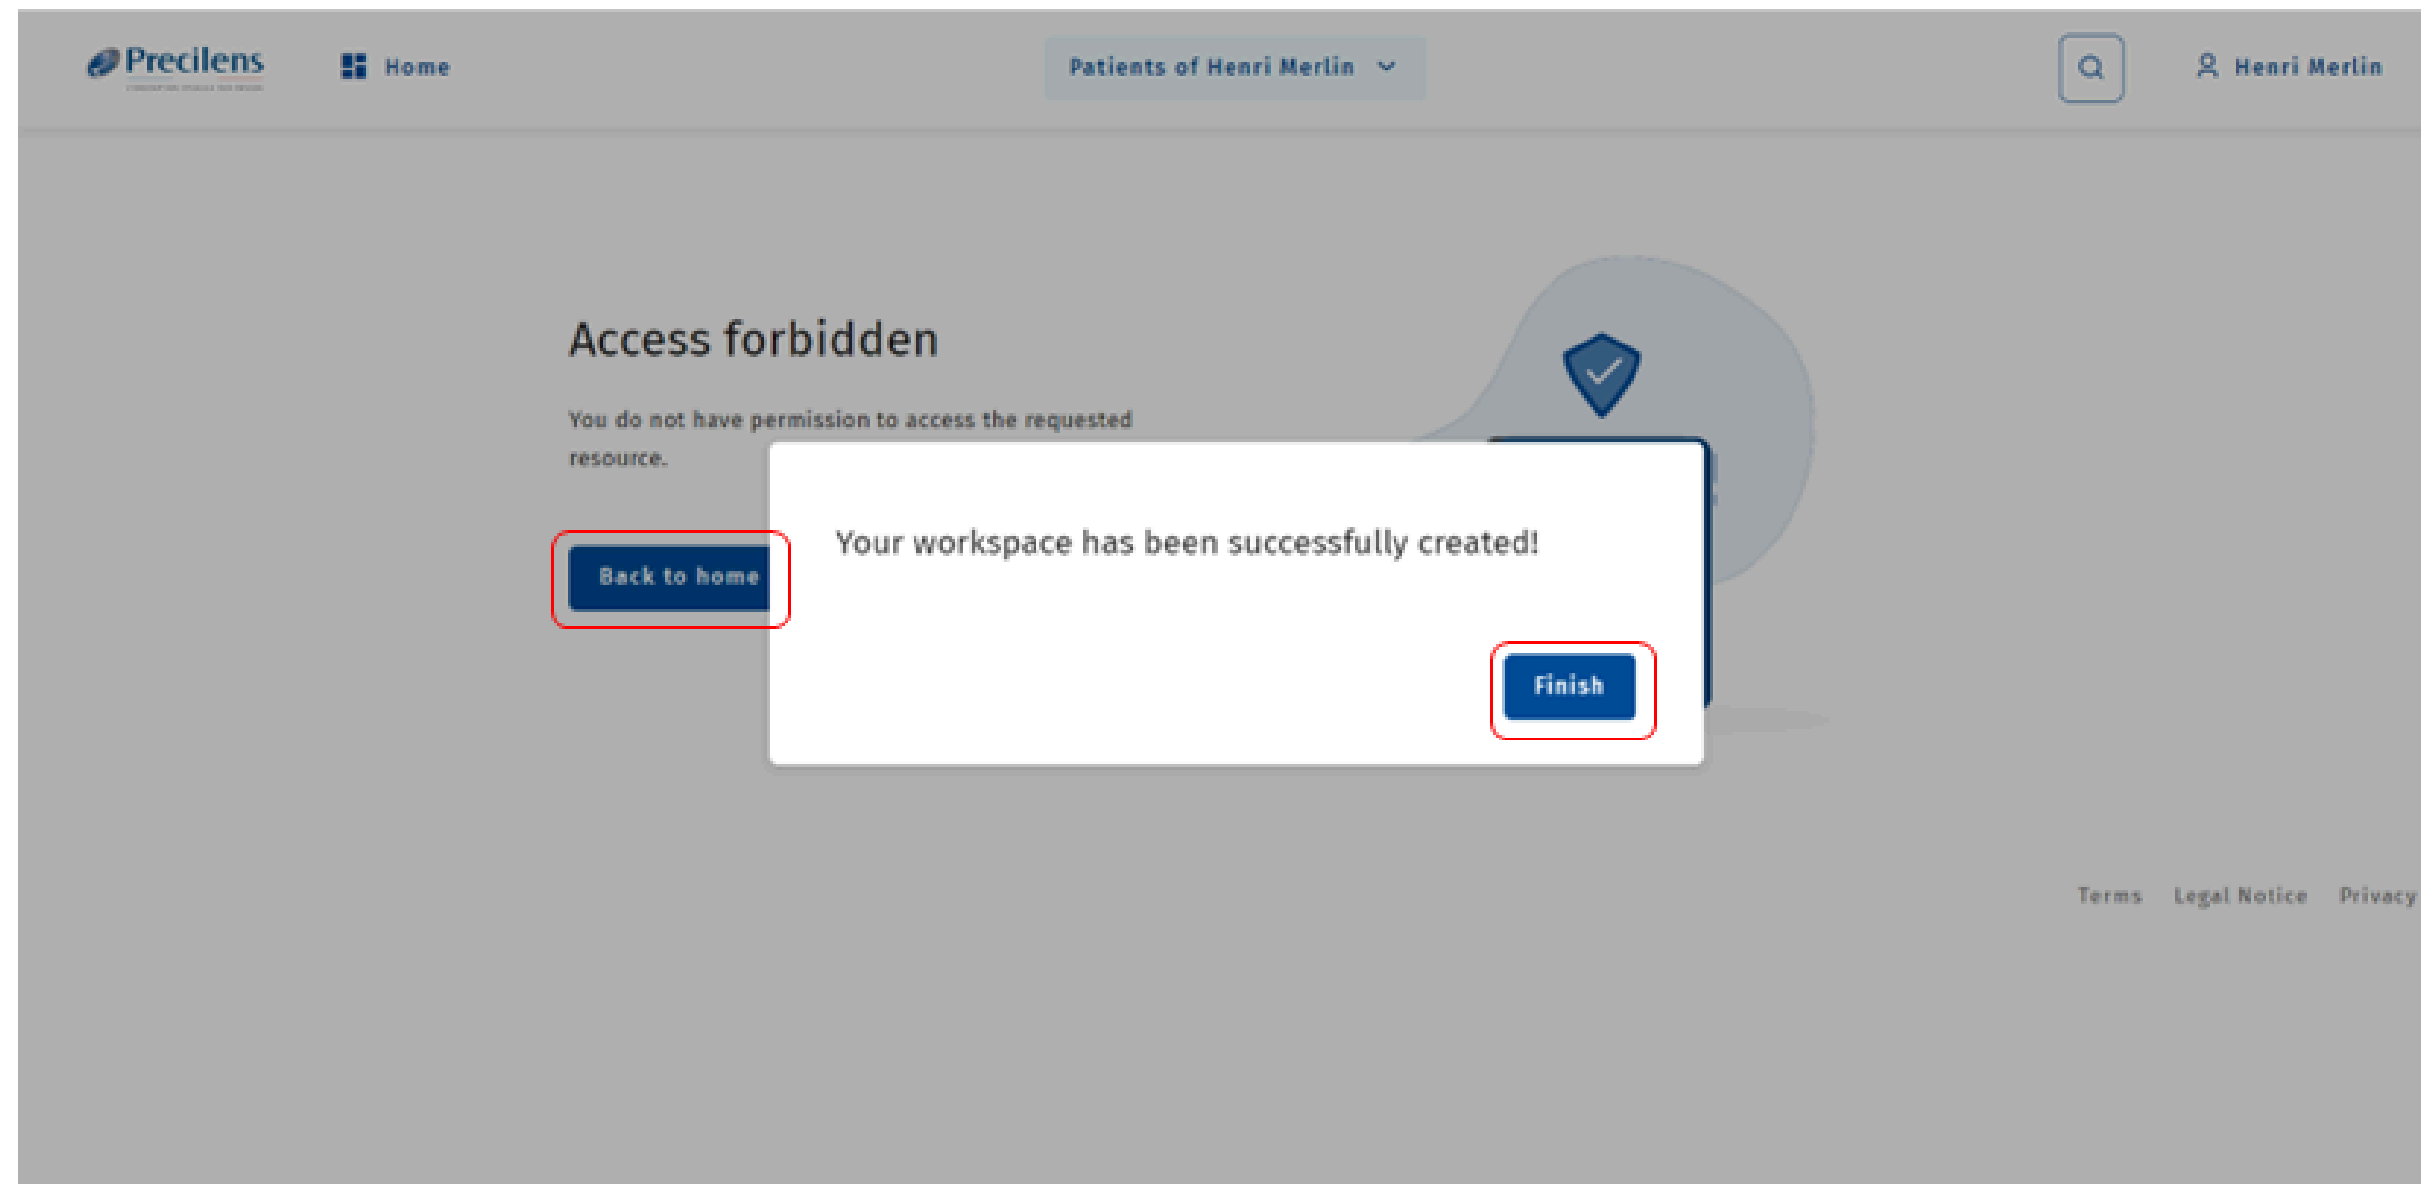 Precilens
Home
Patients of Henri Merlin
Henri Merlin
Access forbidden
You do not have permission to access the requested
resource.
Back to home
Your workspace has been successfully created!
Finish
Terms Legal Notice Privacy